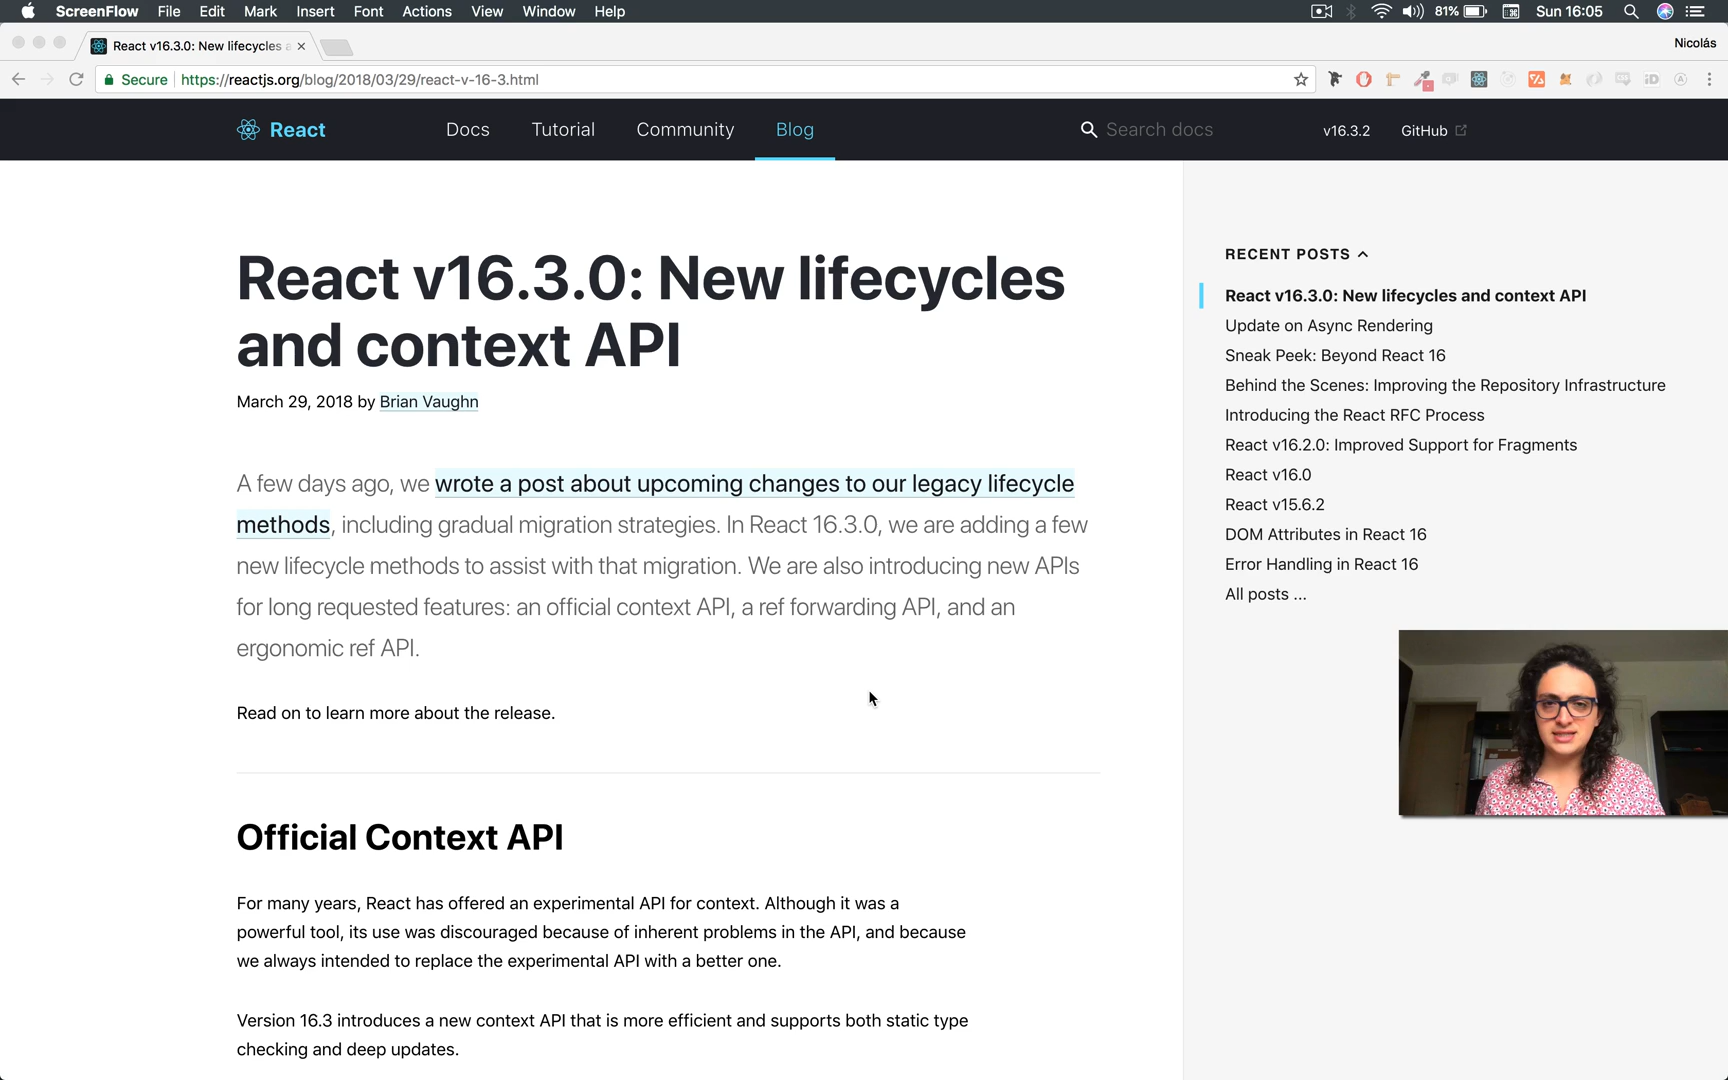 ScreenFlow File Edit Mark Insert Font Actions View Window Help 81% Sun 16:05
React v16.3.0: New lifecycles a
Nicolás
Secure https://reactjs.org/blog/2018/03/29/react-v-16-3.html
React Docs Tutorial Community Blog Search docs v16.3.2 GitHub
React v16.3.0: New lifecycles
and context API
March 29, 2018 by Brian Vaughn
A few days ago, we wrote a post about upcoming changes to our legacy lifecycle
methods, including gradual migration strategies. In React 16.3.0, we are adding a few
new lifecycle methods to assist with that migration. We are also introducing new APIs
for long requested features: an official context API, a ref forwarding API, and an
ergonomic ref API.
Read on to learn more about the release.
Official Context API
For many years, React has offered an experimental API for context. Although it was a
powerful tool, its use was discouraged because of inherent problems in the API, and because
we always intended to replace the experimental API with a better one.
Version 16.3 introduces a new context API that is more efficient and supports both static type
checking and deep updates.
RECENT POSTS
React v16.3.0: New lifecycles and context API
Update on Async Rendering
Sneak Peek: Beyond React 16
Behind the Scenes: Improving the Repository Infrastructure
Introducing the React RFC Process
React v16.2.0: Improved Support for Fragments
React v16.0
React v15.6.2
DOM Attributes in React 16
Error Handling in React 16
All posts ...